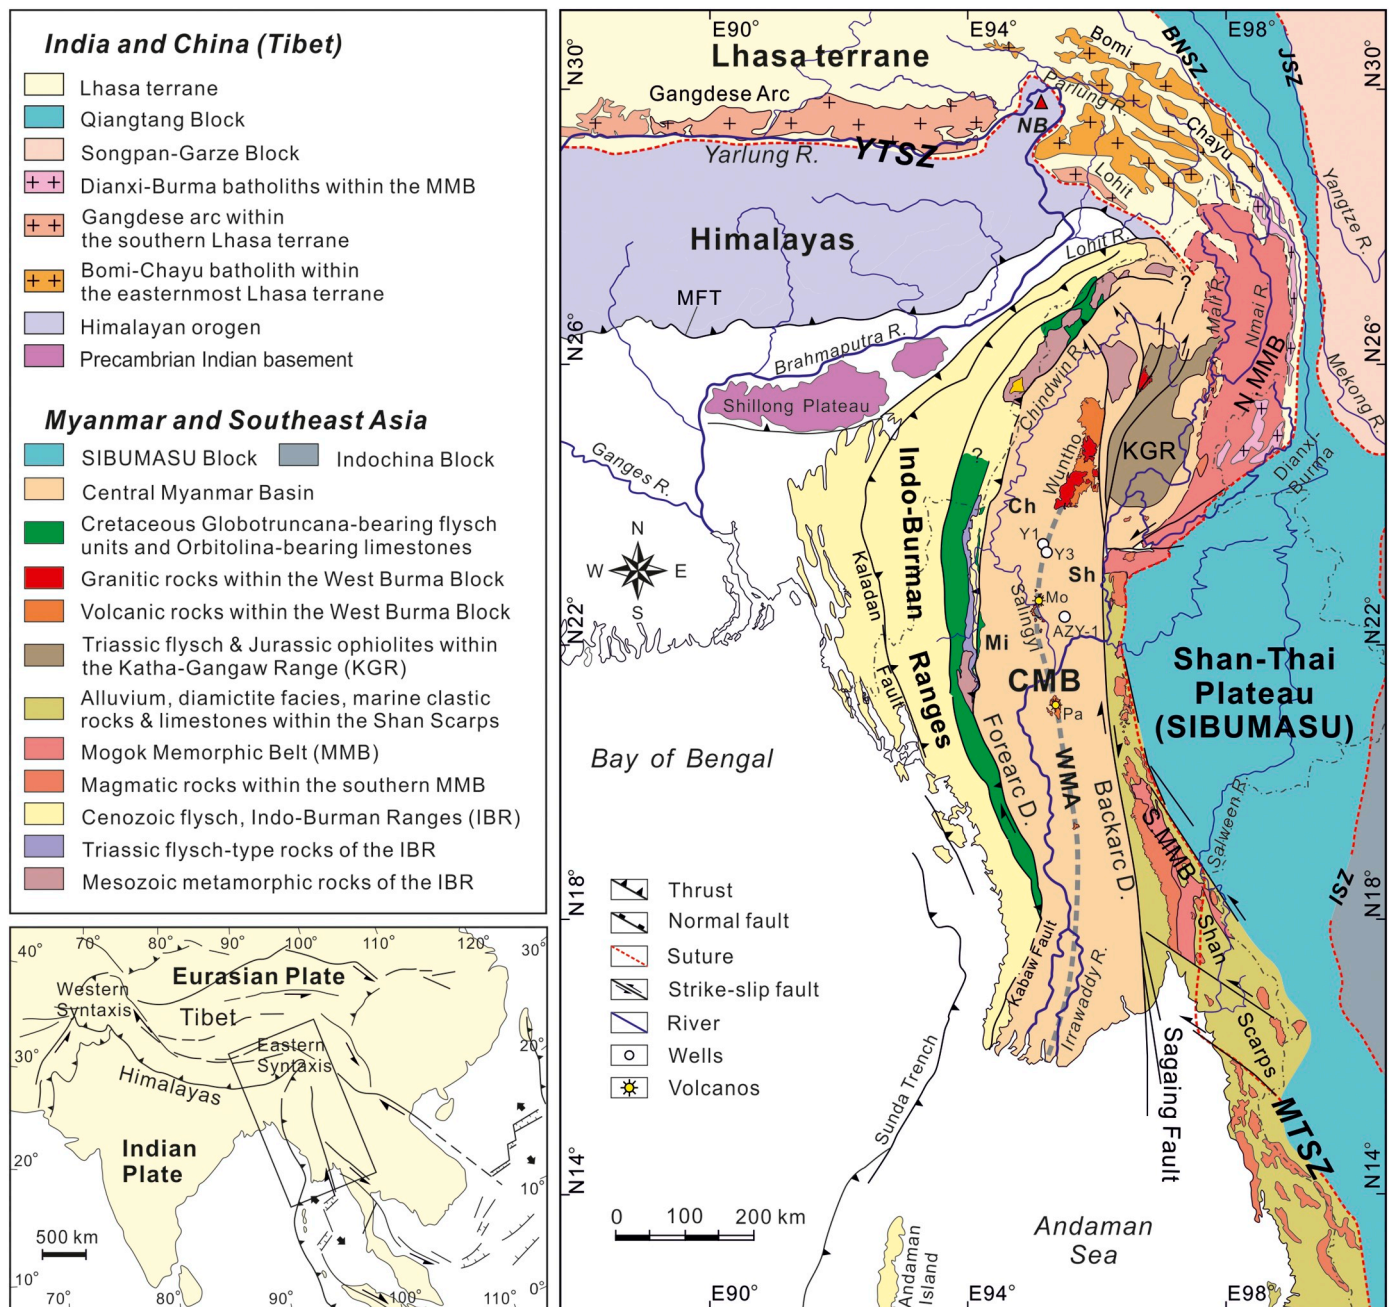 India and China (Tibet)
Lhasa terrane
Qiangtang Block
Songpan-Garze Block
Dianxi-Burma batholiths within the MMB
Gangdese arc within
the southern Lhasa terrane
Bomi-Chayu batholith within
the easternmost Lhasa terrane
Himalayan orogen
Precambrian Indian basement
Myanmar and Southeast Asia
SIBUMASU Block
Indochina Block
Central Myanmar Basin
Cretaceous Globotruncana-bearing flysch
units and Orbitolina-bearing limestones
Granitic rocks within the West Burma Block
Volcanic rocks within the West Burma Block
Triassic flysch & Jurassic ophiolites within
the Katha-Gangaw Range (KGR)
Alluvium, diamictite facies, marine clastic
rocks & limestones within the Shan Scarps
Mogok Memorphic Belt (MMB)
Magmatic rocks within the southern MMB
Cenozoic flysch, Indo-Burman Ranges (IBR)
Triassic flysch-type rocks of the IBR
Mesozoic metamorphic rocks of the IBR
40°
70°
80°
90°
100°
110°
120°
30°
Eurasian Plate
Western
Syntaxis
Tibet
Eastern
Syntaxis
20°
30°
Himalayas
Indian
Plate
20°
10°
500 km
10°
0°
70°
80°
90°
100°
110°
E90°
E94°
E98°
N30°
N30°
Lhasa terrane
Bomi
BNSZ
JSZ
Gangdese Arc
Parlung R.
NB
Chayu
Yarlung R.
YTSZ
Lohit
Yangtze R.
Himalayas
Lohit R.
?
MFT
Mali R.
Nmai R.
N26°
N26°
Brahmaputra R.
Chindwin R.
N.MMB
Mekong R.
Shillong Plateau
KGR
Wuntho
Dianxi-
Burma
Ganges R.
Indo-Burman
Ranges
?
Ch
Y1
Y3
N
W
E
S
Kaladan
Fault
Sh
Mo
Salingyi
AZY-1
N22°
N22°
Mi
CMB
Pa
Shan-Thai
Plateau
(SIBUMASU)
Bay of Bengal
Forearc D.
WMA
Backarc D.
S.MMB
Salween R.
N18°
N18°
ISZ
Thrust
Normal fault
Suture
Strike-slip fault
River
Wells
Volcanos
Kabaw Fault
Irrawaddy R.
Shan
Scarps
Sagaing Fault
Sunda Trench
MTSZ
N14°
N14°
0
100
200 km
Andaman
Sea
Andaman
Island
E90°
E94°
E98°